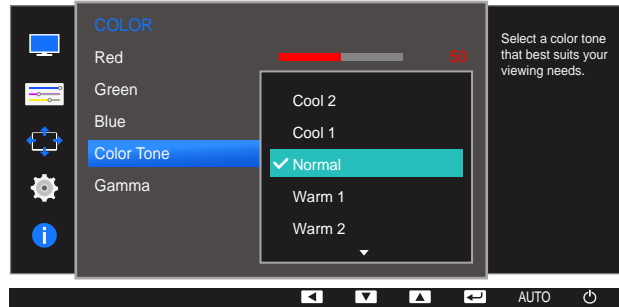 COLOR
Red
50
Green
Blue
Color Tone
Gamma
Cool 2
Cool 1
Normal
Warm 1
Warm 2
Select a color tone
that best suits your
viewing needs.
AUTO